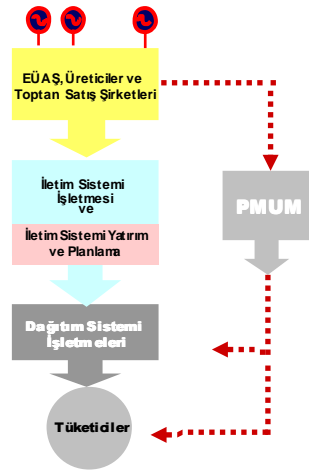 EÜAŞ, Üreticiler ve
Toptan Satış Şirketleri
İletim Sistemi
İşletmesi
ve
İletim Sistemi Yatırım
ve Planlama
PMUM
Dağıtım Sistemi
İşletmeleri
Tüketiciler